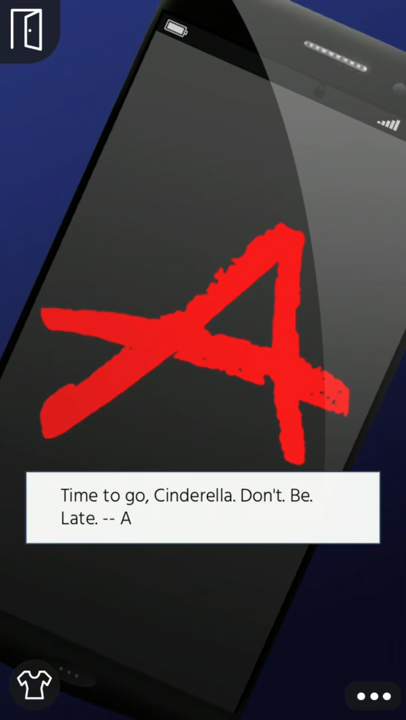 A
Time to go, Cinderella. Don't. Be.
Late. -- A